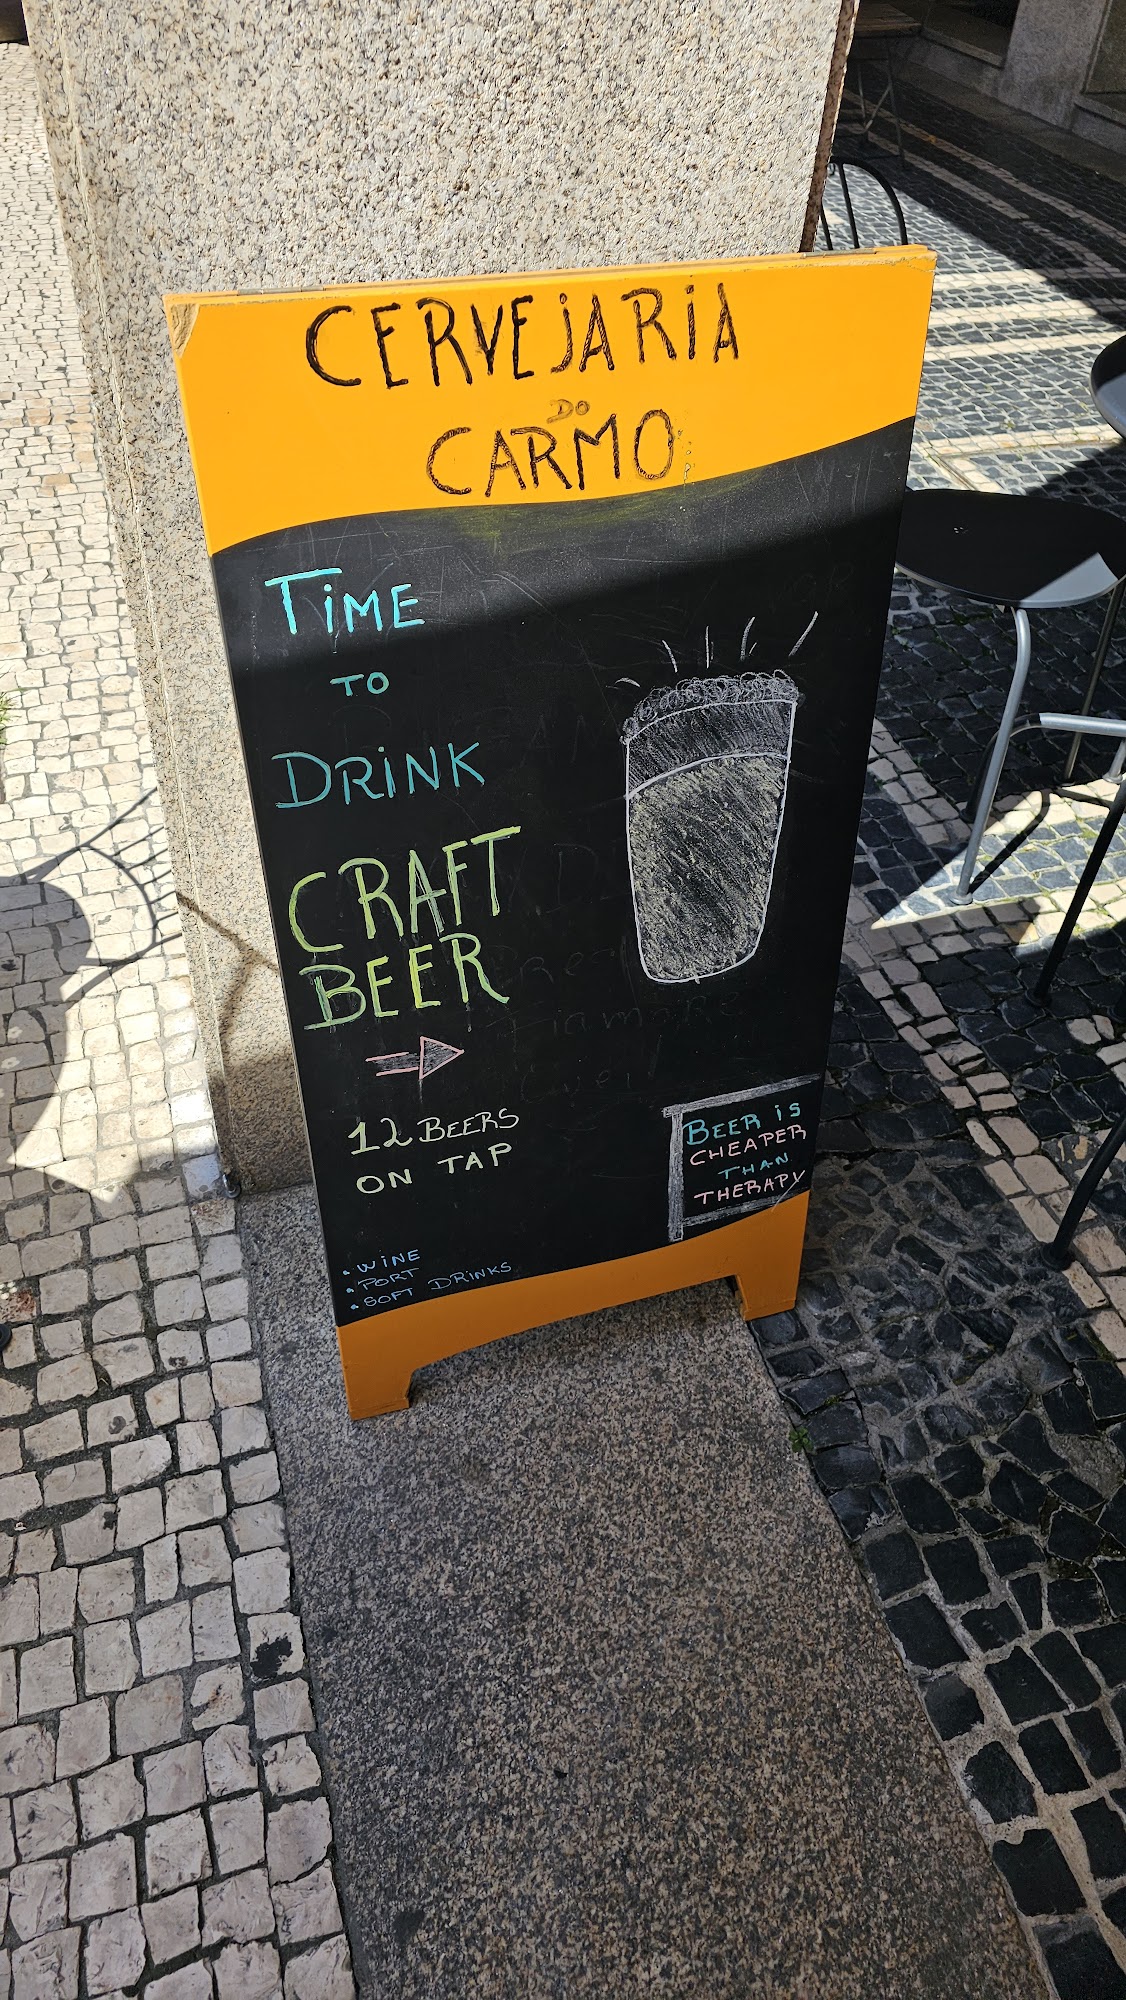 CERVEJARIA
DO
CARMO
TIME
TO
DRINK
CRAFT
BEER
12 BEERS
ON TAP
BEER IS
CHEAPER
THAN
THERAPY
• WINE
• PORT
• SOFT DRINKS